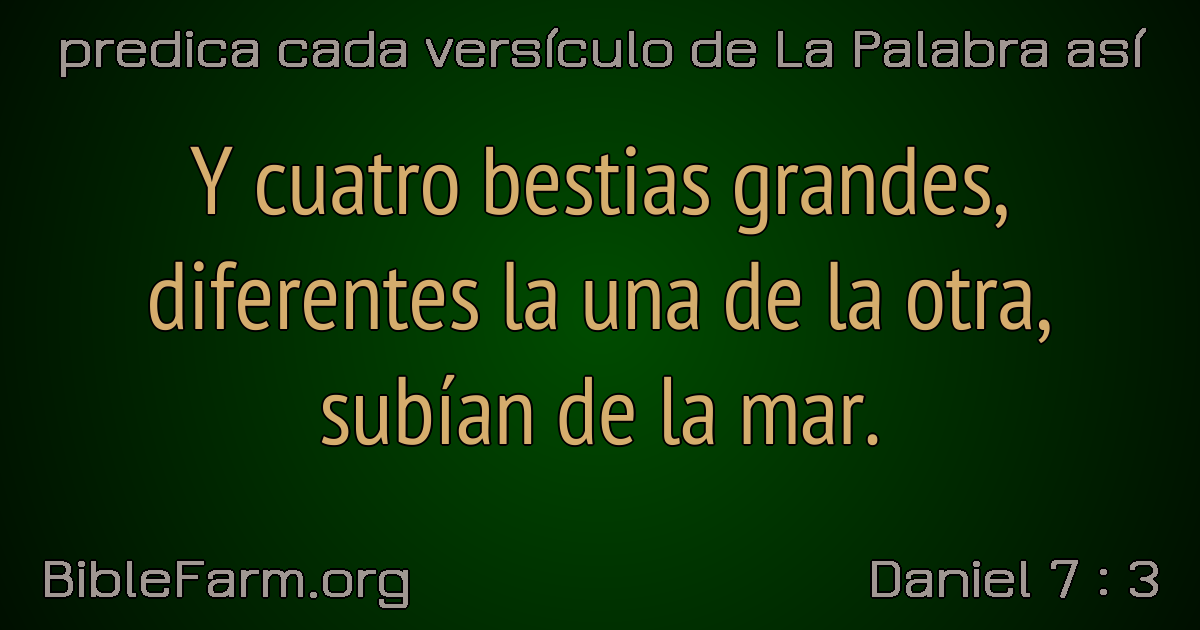 predica cada versículo de La Palabra así
Y cuatro bestias grandes,
diferentes la una de la otra,
subían de la mar.
BibleFarm.org
Daniel 7 : 3